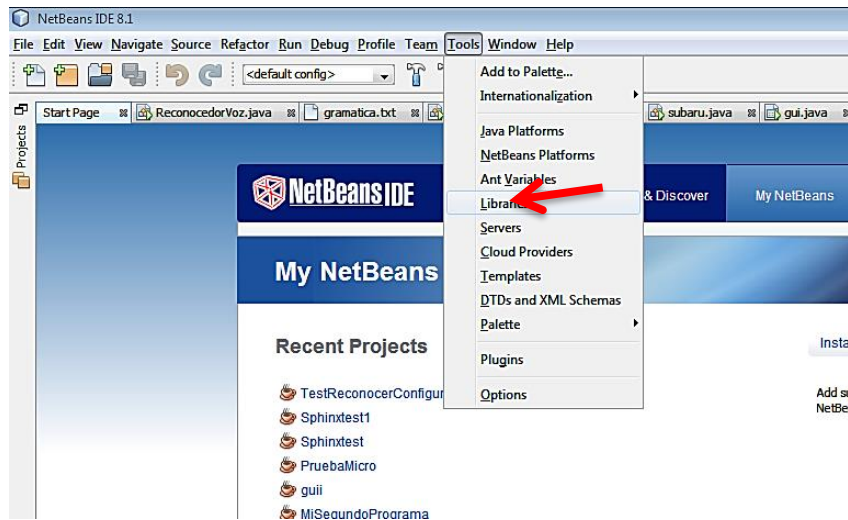 NetBeans IDE 8.1
File Edit View Navigate Source Refactor Run Debug Profile Team Tools Window Help
<default config>
Start Page ReconocedorVoz.java gramatica.txt subaru.java gui.java
Projects
Add to Palette...
Internationalization
Java Platforms
NetBeans Platforms
Ant Variables
Servers
Cloud Providers
Templates
DTDs and XML Schemas
Palette
Plugins
Options
NetBeans IDE
& Discover My NetBeans
My NetBeans
Recent Projects
TestReconocerConfigur
Sphinxtest1
Sphinxtest
PruebaMicro
guii
MiSegundoPrograma
Insta
Add su
NetBe